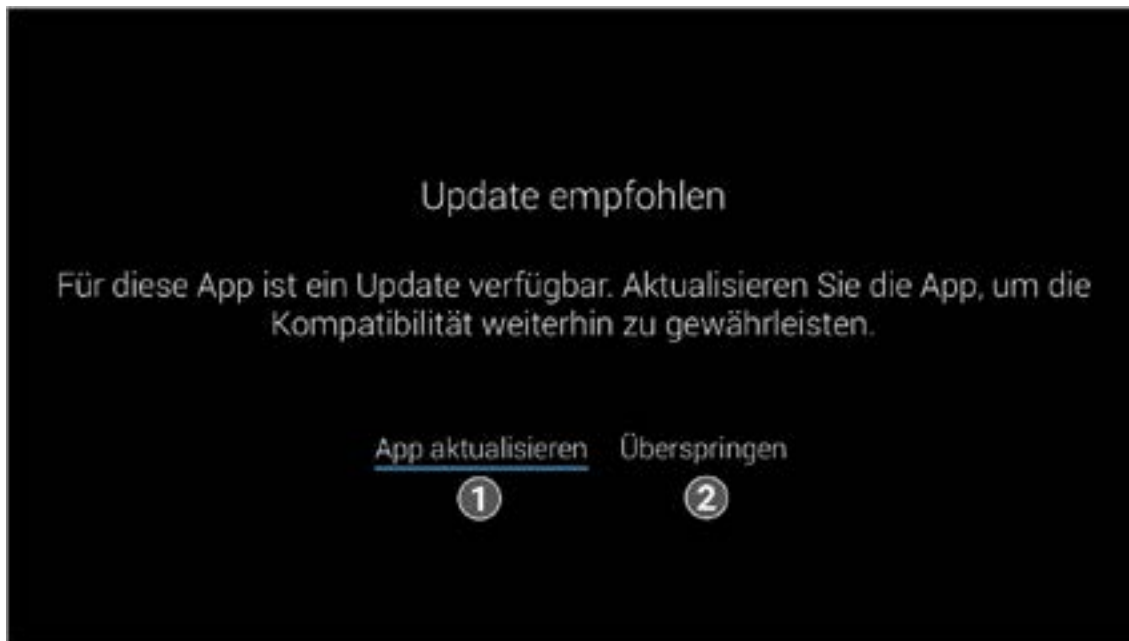 Update empfohlen
Für diese App ist ein Update verfügbar. Aktualisieren Sie die App, um die
Kompatibilität weiterhin zu gewährleisten.
App aktualisieren Überspringen
1 2